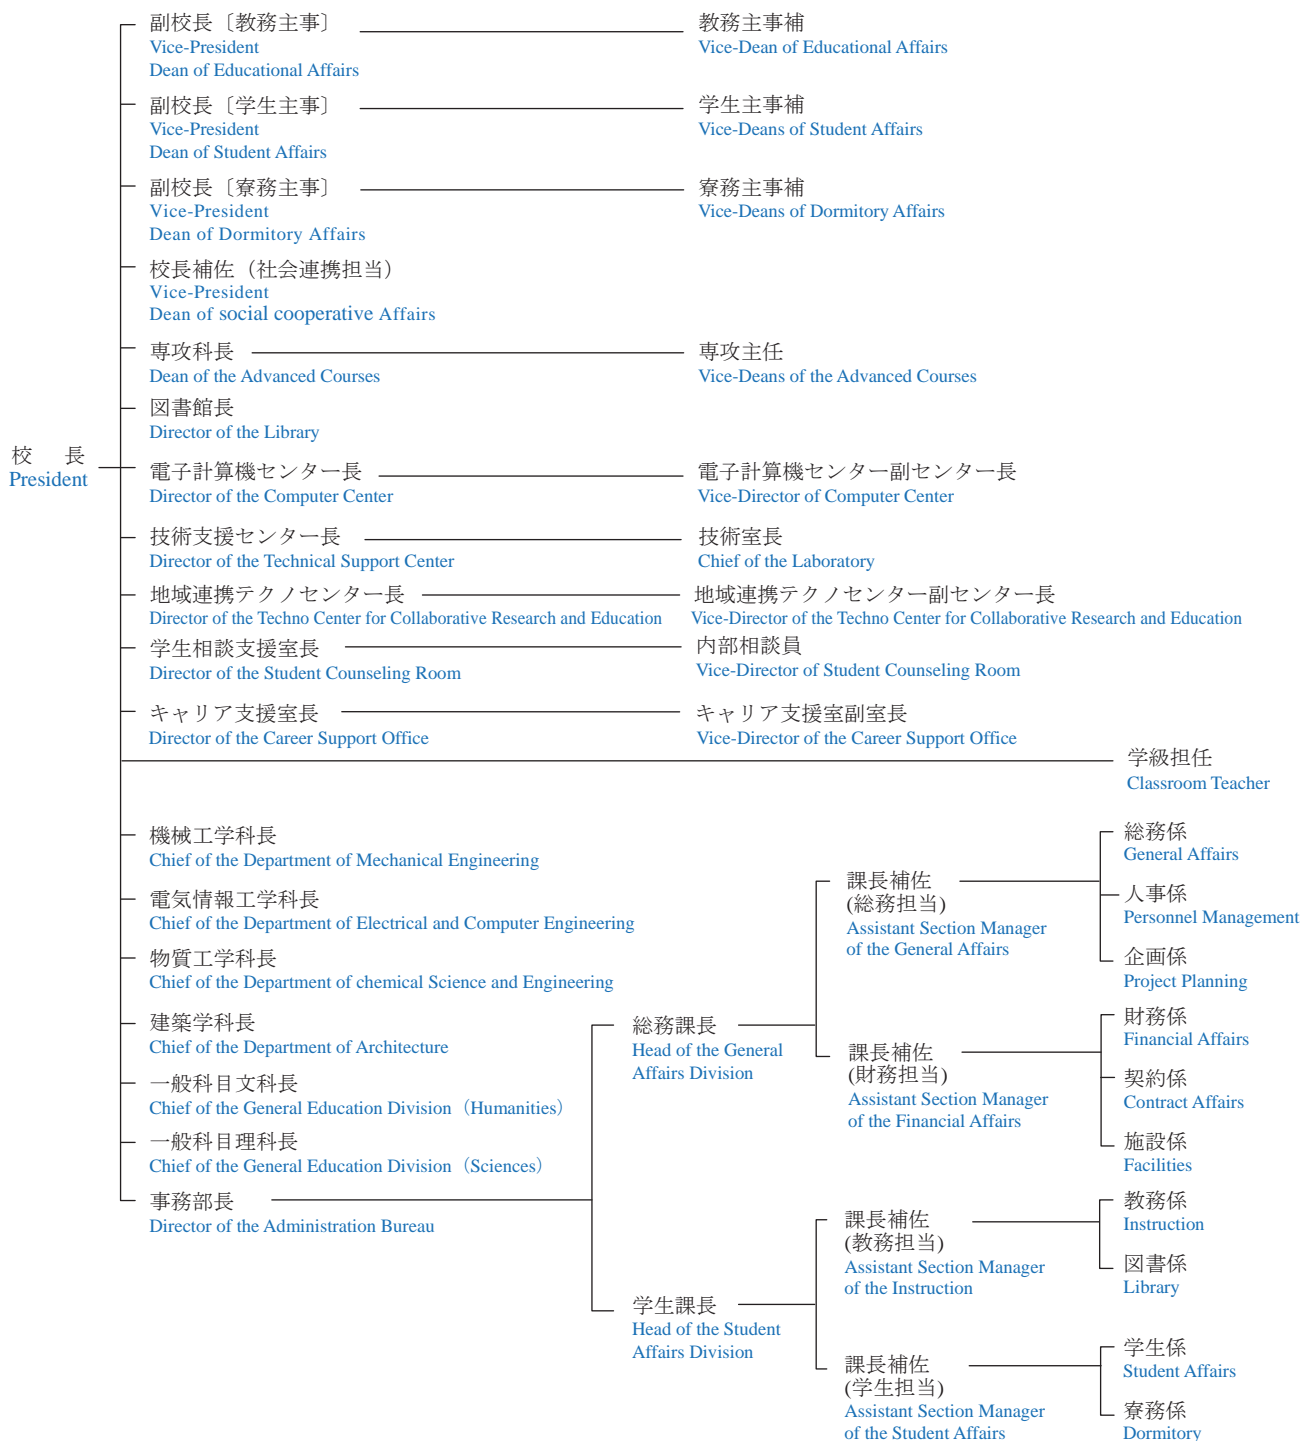 校　長
President
副校長〔教務主事〕
Vice-President
Dean of Educational Affairs
教務主事補
Vice-Dean of Educational Affairs
副校長〔学生主事〕
Vice-President
Dean of Student Affairs
学生主事補
Vice-Deans of Student Affairs
副校長〔寮務主事〕
Vice-President
Dean of Dormitory Affairs
寮務主事補
Vice-Deans of Dormitory Affairs
校長補佐（社会連携担当）
Vice-President
Dean of social cooperative Affairs
専攻科長
Dean of the Advanced Courses
専攻主任
Vice-Deans of the Advanced Courses
図書館長
Director of the Library
電子計算機センター長
Director of the Computer Center
電子計算機センター副センター長
Vice-Director of Computer Center
技術支援センター長
Director of the Technical Support Center
技術室長
Chief of the Laboratory
地域連携テクノセンター長
Director of the Techno Center for Collaborative Research and Education
地域連携テクノセンター副センター長
Vice-Director of the Techno Center for Collaborative Research and Education
学生相談支援室長
Director of the Student Counseling Room
内部相談員
Vice-Director of Student Counseling Room
キャリア支援室長
Director of the Career Support Office
キャリア支援室副室長
Vice-Director of the Career Support Office
学級担任
Classroom Teacher
機械工学科長
Chief of the Department of Mechanical Engineering
電気情報工学科長
Chief of the Department of Electrical and Computer Engineering
物質工学科長
Chief of the Department of chemical Science and Engineering
建築学科長
Chief of the Department of Architecture
一般科目文科長
Chief of the General Education Division（Humanities）
一般科目理科長
Chief of the General Education Division（Sciences）
事務部長
Director of the Administration Bureau
総務課長
Head of the General
Affairs Division
課長補佐
(総務担当)
Assistant Section Manager
of the General Affairs
総務係
General Affairs
人事係
Personnel Management
企画係
Project Planning
課長補佐
(財務担当)
Assistant Section Manager
of the Financial Affairs
財務係
Financial Affairs
契約係
Contract Affairs
施設係
Facilities
学生課長
Head of the Student
Affairs Division
課長補佐
(教務担当)
Assistant Section Manager
of the Instruction
教務係
Instruction
図書係
Library
課長補佐
(学生担当)
Assistant Section Manager
of the Student Affairs
学生係
Student Affairs
寮務係
Dormitory